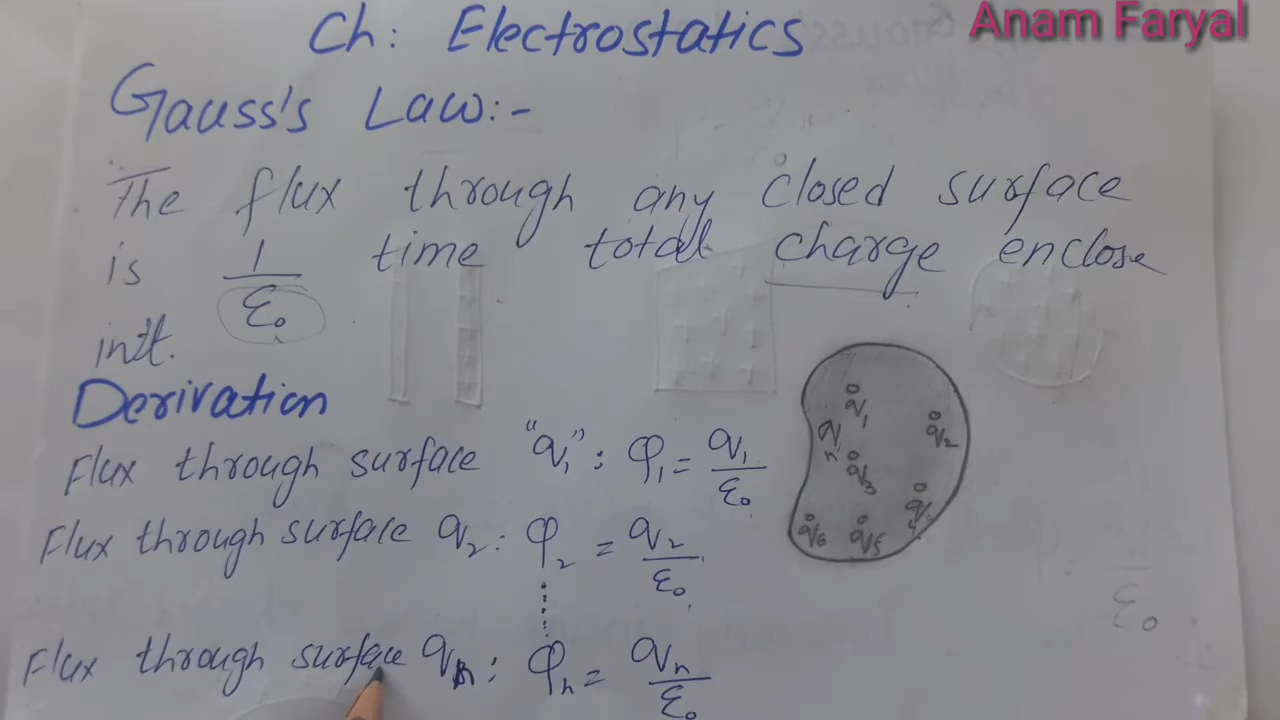 Anam Faryal
Ch: Electrostatics
Gauss's Law:-
The flux through any closed surface
is 1/ε₀ time total charge enclose
in it.
Derivation
Flux through surface "q₁": φ₁ = q₁/ε₀
Flux through surface q₂: φ₂ = q₂/ε₀
Flux through surface qₙ: φₙ = qₙ/ε₀
q₁
q₂
qₙ
q₃
q₄
q₆
q₅
ε₀